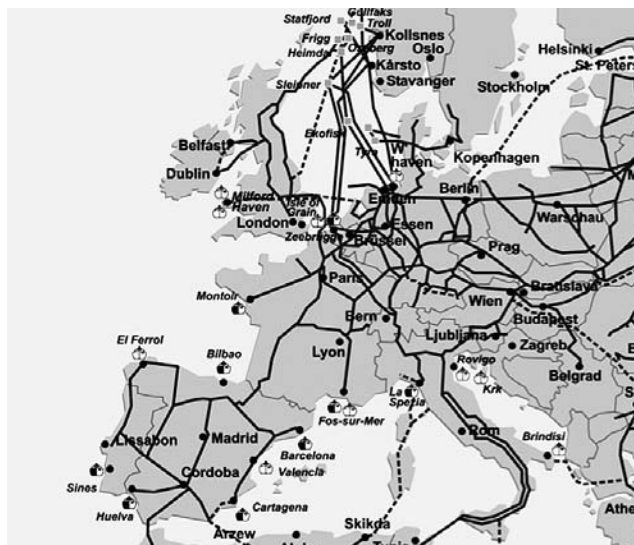 Gullfaks
Statfjord
Troll
Kollsnes
Frigg
Oseberg
Oslo
Helsinki
Heimdal
St. Peters
Kårsto
Stavanger
Sleipner
Stockholm
Ekofisk
Belfast
Tyra
W'
haven
Kopenhagen
Dublin
Milford
Haven
Isle of
Grain
Emden
Berlin
Warschau
London
Essen
Zeebrügge
Brüssel
Prag
Paris
Montoir
Wien
Bratislava
Budapest
Bern
Ljubljana
Zagreb
El Ferrol
Bilbao
Lyon
Rovigo
Krk
Belgrad
La
Spezia
Fos-sur-Mer
Lissabon
Madrid
Rom
Barcelona
Brindisi
Valencia
Cordoba
Sines
Cartagena
Huelva
Arzew
Skikda
Athe